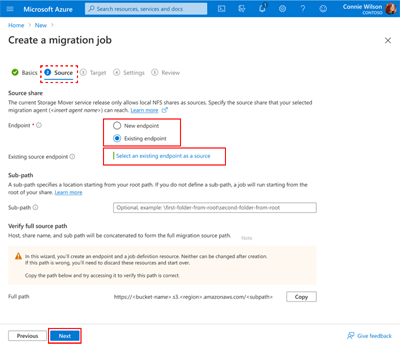 Microsoft Azure
Search resources, services, and docs
Connie Wilson
CONTOSO
Home > New >
Create a migration job
Basics
2 Source
3 Target
4 Settings
5 Review
Source share
The current Storage Mover service release only allows local NFS shares as sources. Specify the source share that your selected
migration agent (<insert agent name>) can reach. Learn more
Endpoint *
New endpoint
Existing endpoint
Existing source endpoint
Select an existing endpoint as a source
Sub-path
A sub-path specifies a location starting from your root path. If you do not define a sub-path, a job will run starting from the
root of your share. Learn more
Sub-path
Optional, example: \first-folder-from-root\second-folder-from-root
Verify full source path
Host, share name, and sub path will be concatenated to form the full migration source path.
Note
In this wizard, you'll create an endpoint and a job definition resource. Neither can be changed after creation.
If this path is wrong, you'll need to discard these resources and start over.
Copy the path below and try accessing it to verify this path is correct.
Full path
https://<bucket-name>.s3.<region>.amazonaws.com/<subpath>
Copy
Previous
Next
Give feedback